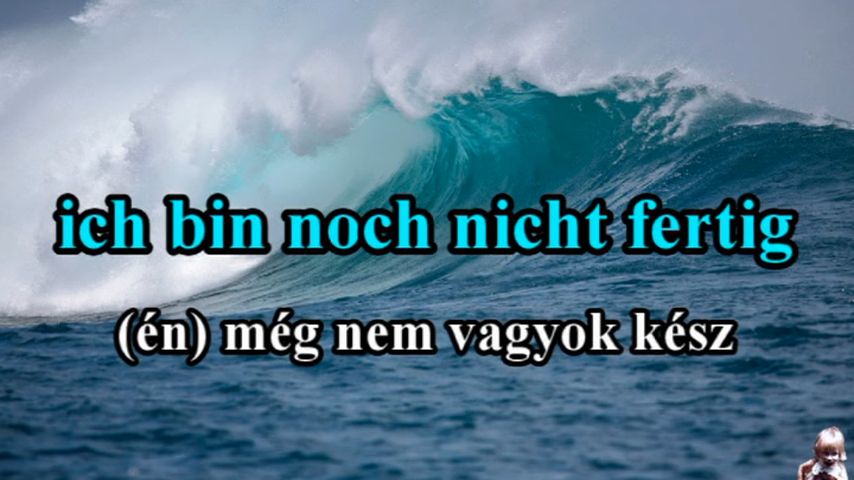 ich bin noch nicht fertig
(én) még nem vagyok kész